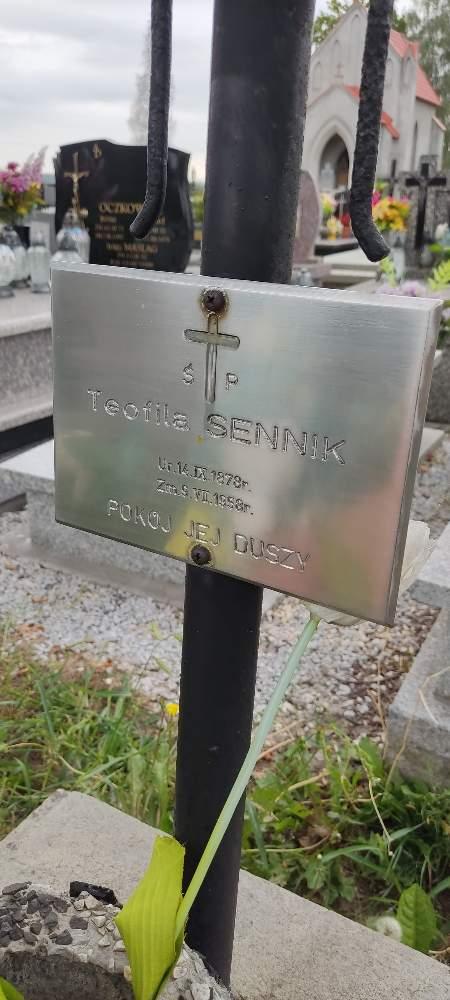 Ś P
Teofila SENNIK
Ur. 14.IX.1878r.
Zm. 9.VII.1958r.
POKÓJ JEJ DUSZY